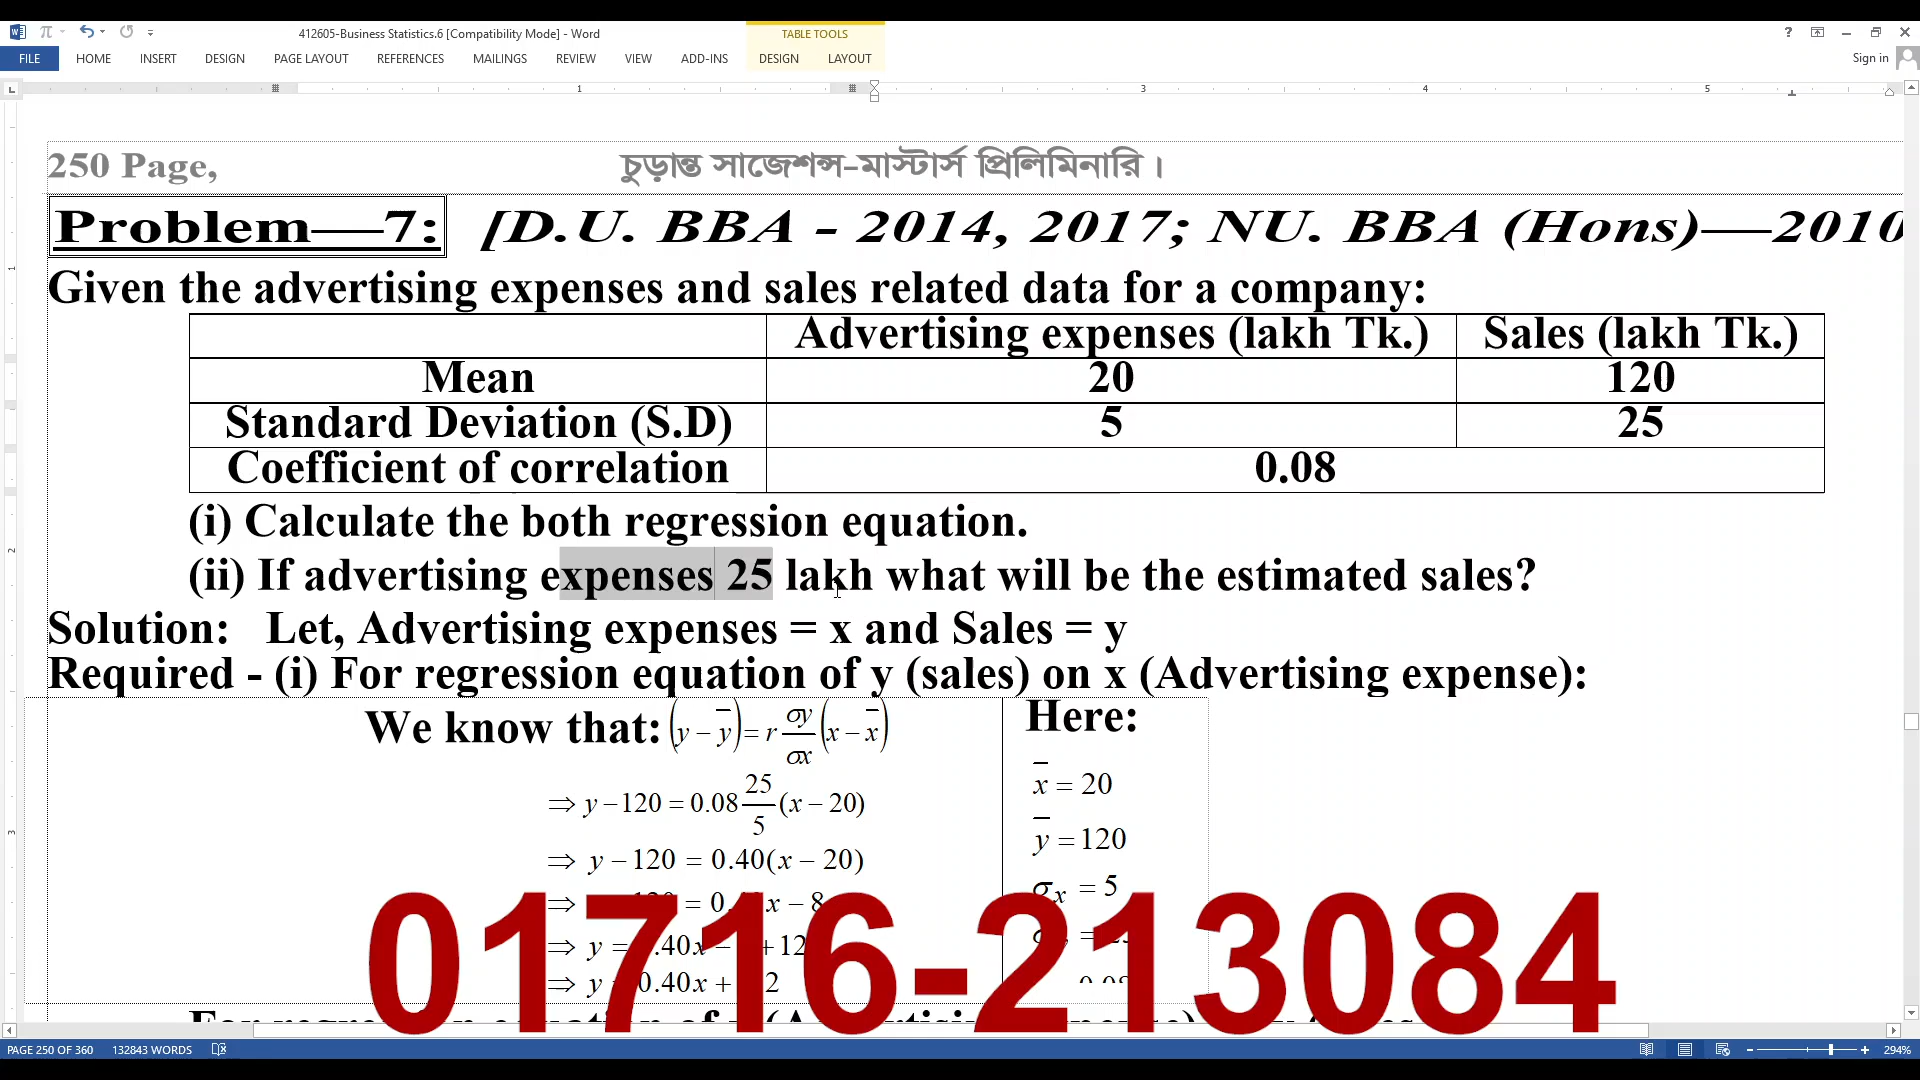 412605-Business Statistics.6 [Compatibility Mode] - Word
TABLE TOOLS
?
FILE HOME INSERT DESIGN PAGE LAYOUT REFERENCES MAILINGS REVIEW VIEW ADD-INS DESIGN LAYOUT Sign in
1 3 4 5
250 Page, চুড়ান্ত সাজেশন্স-মাস্টার্স প্রিলিমিনারি ।
Problem—7: [D.U. BBA – 2014, 2017; NU. BBA (Hons)—2010
Given the advertising expenses and sales related data for a company:
Advertising expenses (lakh Tk.) Sales (lakh Tk.)
Mean 20 120
Standard Deviation (S.D) 5 25
Coefficient of correlation 0.08
(i) Calculate the both regression equation.
(ii) If advertising expenses 25 lakh what will be the estimated sales?
Solution: Let, Advertising expenses = x and Sales = y
Required - (i) For regression equation of y (sales) on x (Advertising expense):
We know that: (y − y̅) = r σy/σx (x − x̅)
Here:
⇒ y −120 = 0.08 25/5 (x − 20)
x̅ = 20
⇒ y −120 = 0.40(x − 20)
y̅ = 120
σx = 5
01716-213084
PAGE 250 OF 360 132843 WORDS 294%